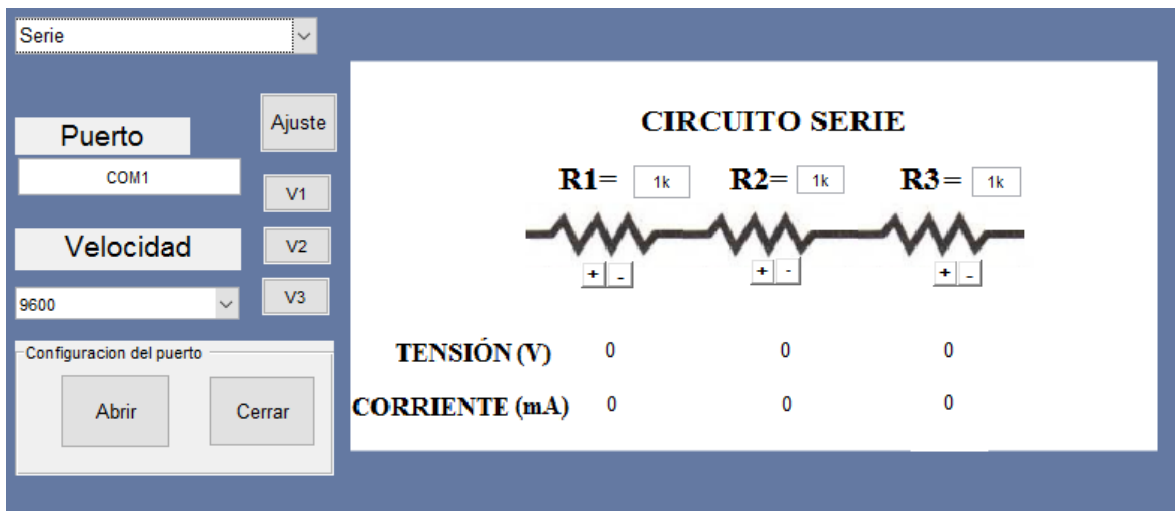 Serie
Ajuste
Puerto
COM1
V1
Velocidad
V2
9600
V3
Configuracion del puerto
Abrir
Cerrar
CIRCUITO SERIE
R1= 1k R2= 1k R3= 1k
+ - + - + -
TENSIÓN (V) 0 0 0
CORRIENTE (mA) 0 0 0